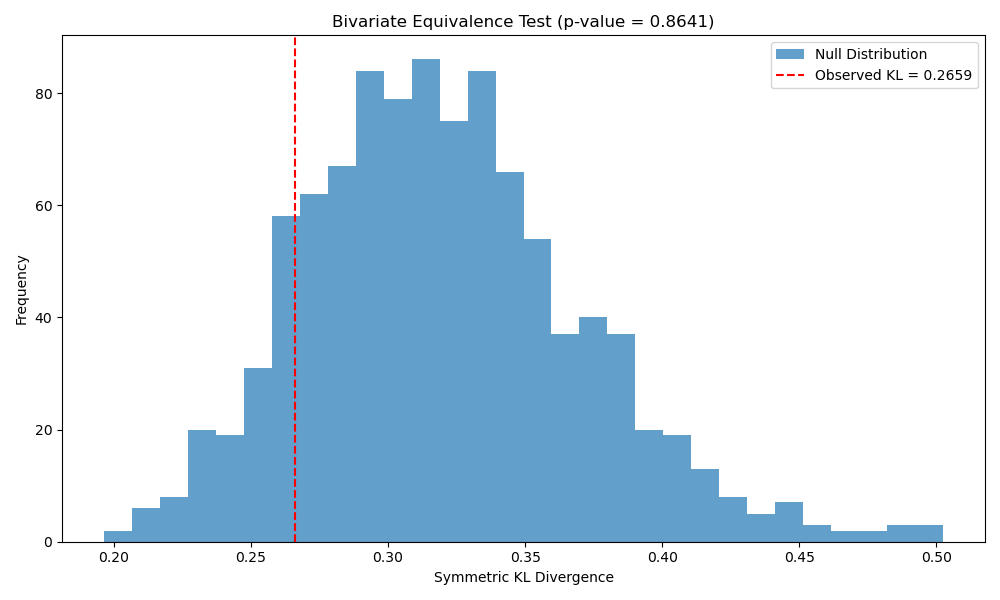 Bivariate Equivalence Test (p-value = 0.8641)
Null Distribution
Observed KL = 0.2659
Frequency
80
60
40
20
0
0.20 0.25 0.30 0.35 0.40 0.45 0.50
Symmetric KL Divergence